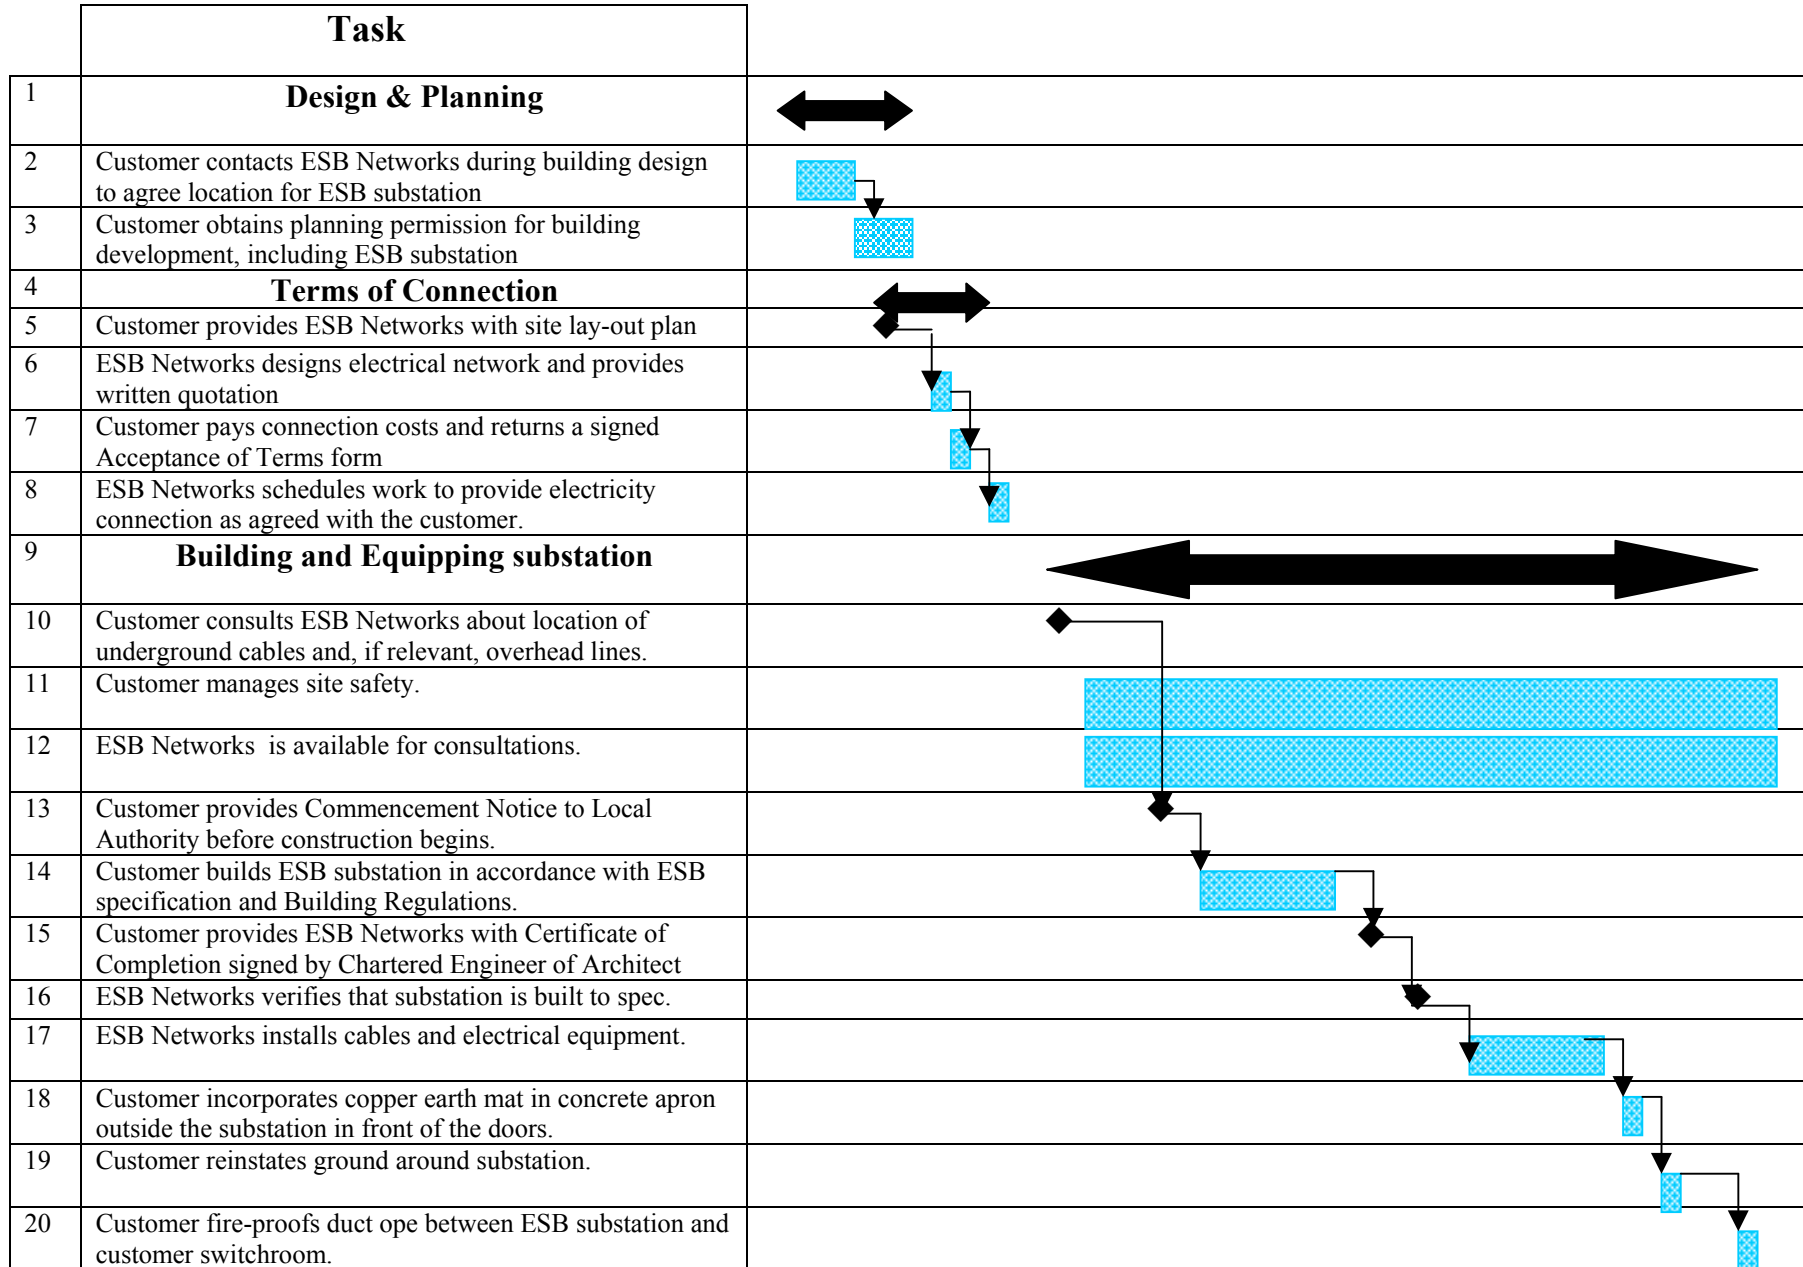 Task
1
Design & Planning
2
Customer contacts ESB Networks during building design
to agree location for ESB substation
3
Customer obtains planning permission for building
development, including ESB substation
4
Terms of Connection
5
Customer provides ESB Networks with site lay-out plan
6
ESB Networks designs electrical network and provides
written quotation
7
Customer pays connection costs and returns a signed
Acceptance of Terms form
8
ESB Networks schedules work to provide electricity
connection as agreed with the customer.
9
Building and Equipping substation
10
Customer consults ESB Networks about location of
underground cables and, if relevant, overhead lines.
11
Customer manages site safety.
12
ESB Networks  is available for consultations.
13
Customer provides Commencement Notice to Local
Authority before construction begins.
14
Customer builds ESB substation in accordance with ESB
specification and Building Regulations.
15
Customer provides ESB Networks with Certificate of
Completion signed by Chartered Engineer of Architect
16
ESB Networks verifies that substation is built to spec.
17
ESB Networks installs cables and electrical equipment.
18
Customer incorporates copper earth mat in concrete apron
outside the substation in front of the doors.
19
Customer reinstates ground around substation.
20
Customer fire-proofs duct ope between ESB substation and
customer switchroom.